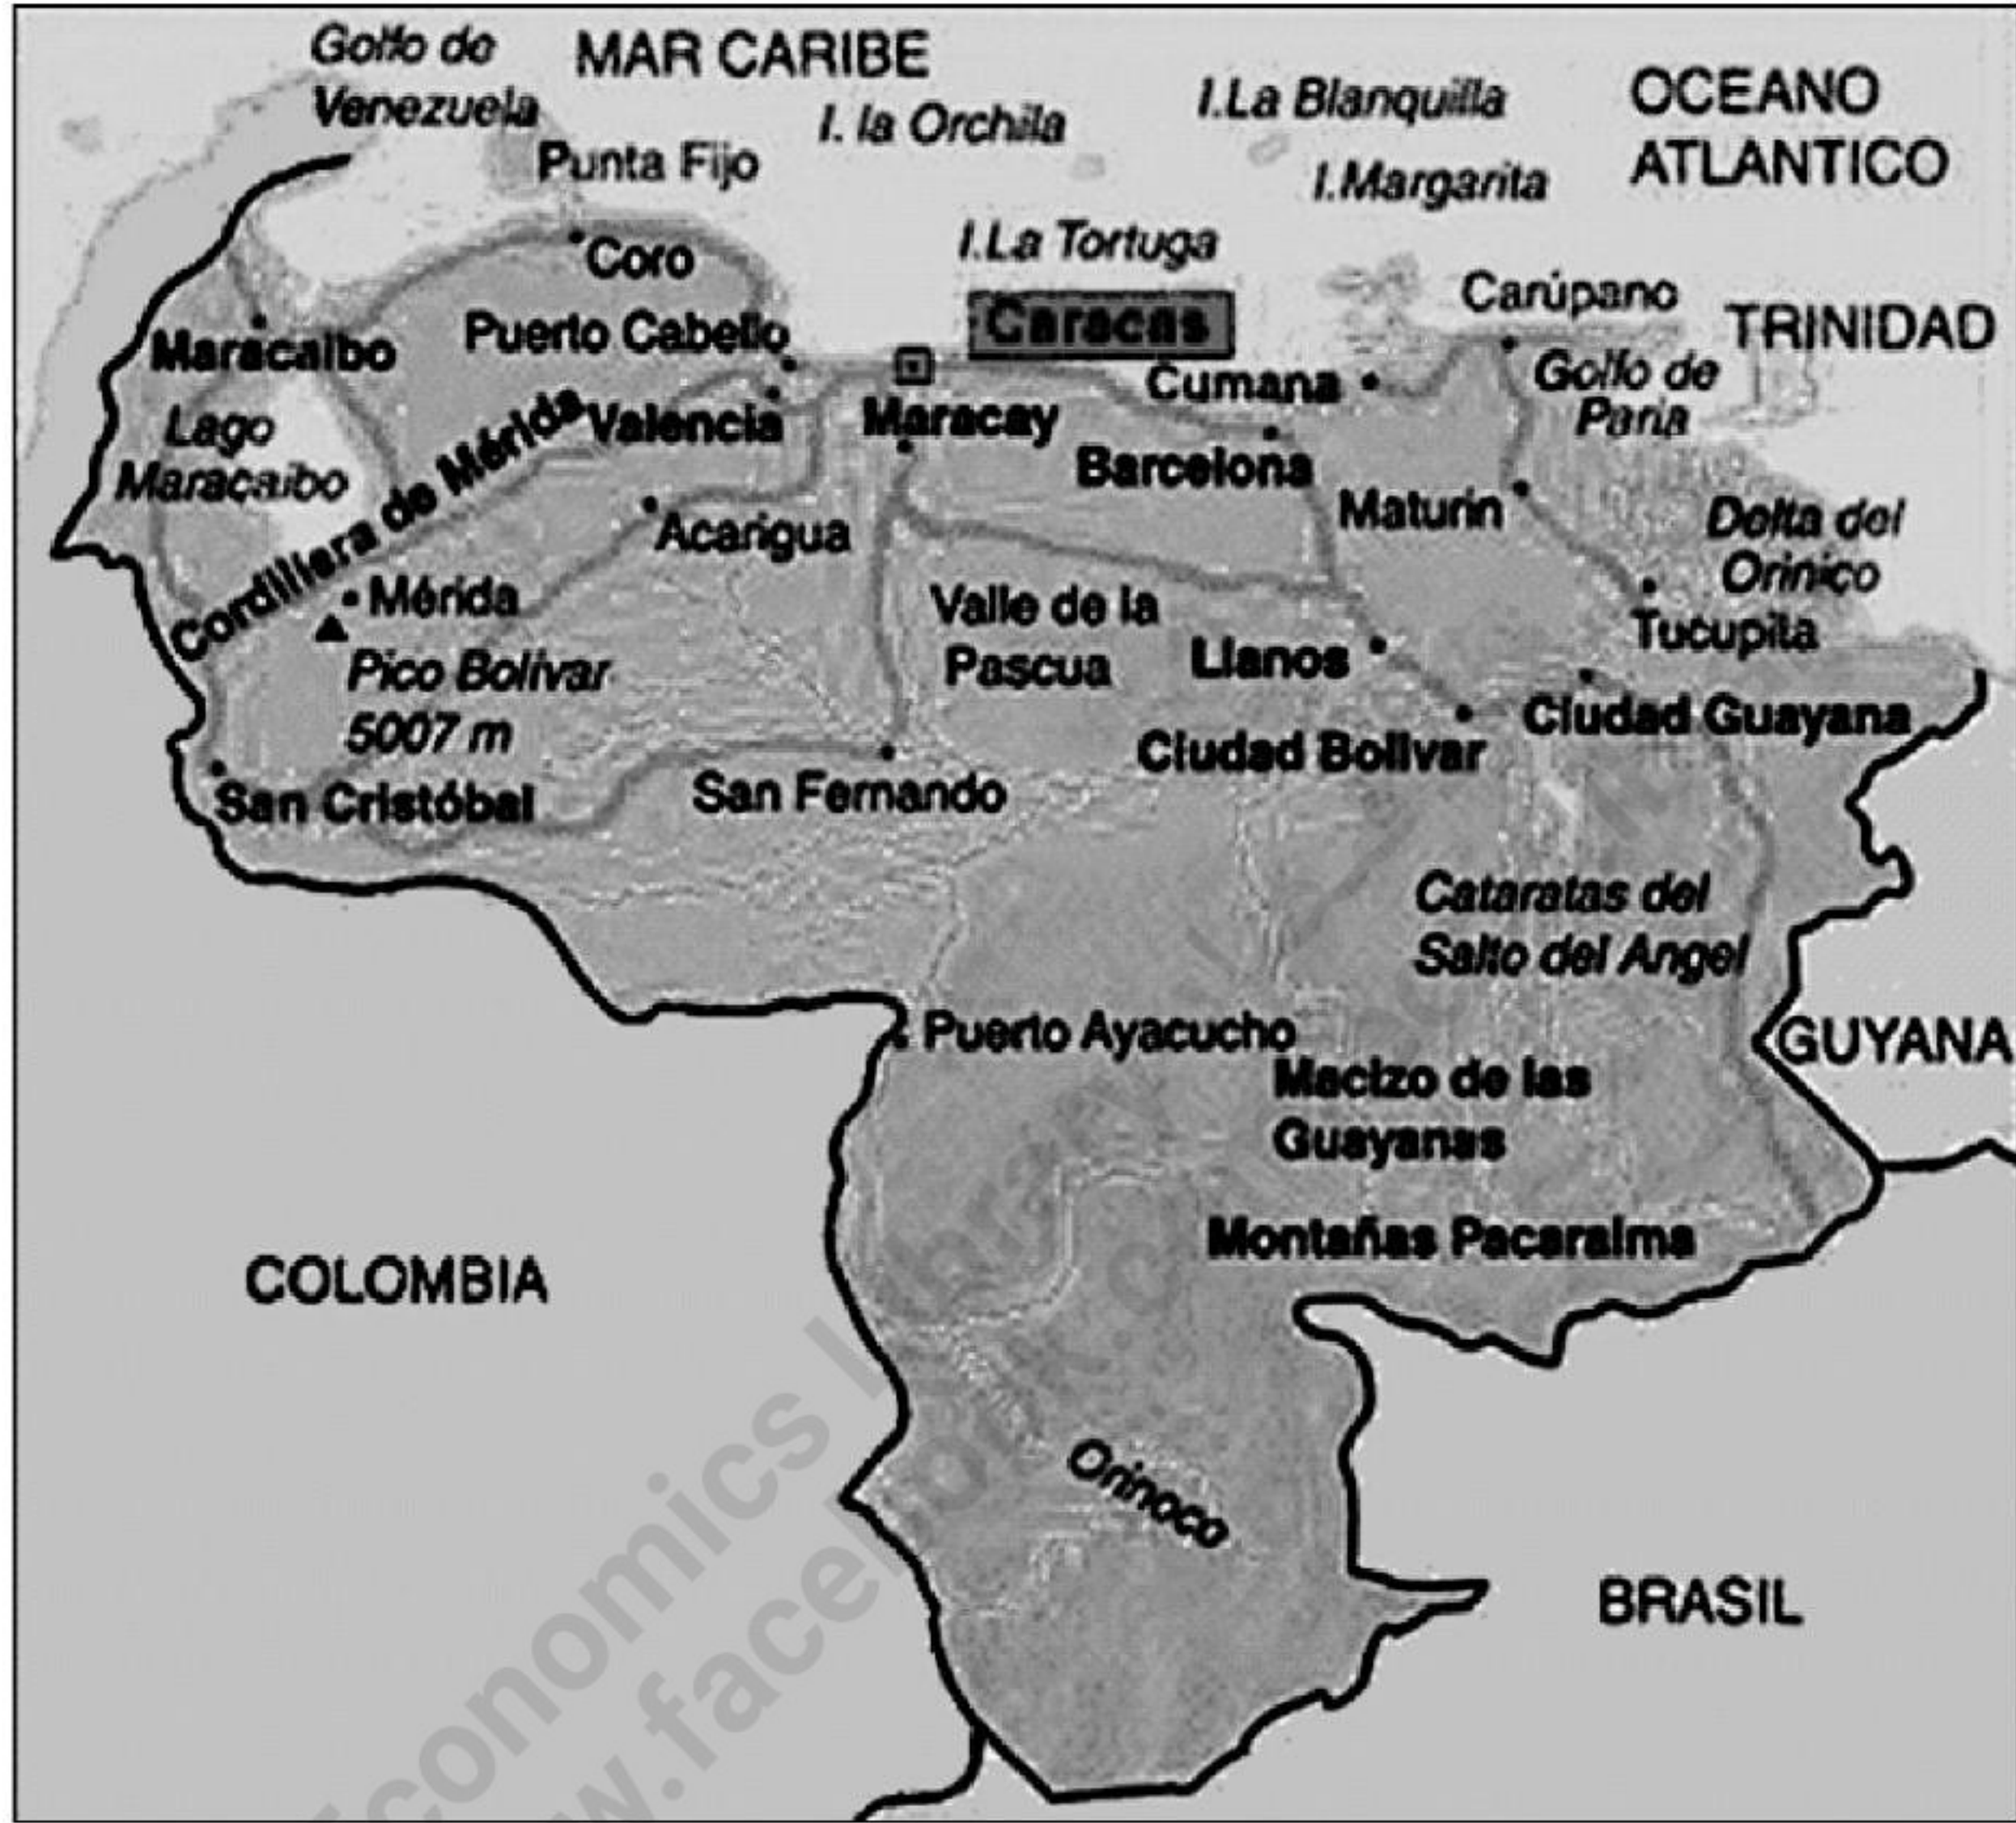 Golfo de
Venezuela
MAR CARIBE
I. la Orchila
I.La Blanquilla
OCEANO
ATLANTICO
Punta Fijo
I.Margarita
I.La Tortuga
Coro
Carúpano
TRINIDAD
Caracas
Puerto Cabello
Maracaibo
Cumana
Golfo de
Paria
Lago
Maracaibo
Cordillera de Mérida
Valencia
Maracay
Barcelona
Maturin
Acarigua
Delta del
Orinico
Mérida
Valle de la
Pascua
Llanos
Tucupita
Pico Bolivar
5007 m
Ciudad Guayana
Ciudad Bolivar
San Cristóbal
San Fernando
Cataratas del
Salto del Angel
Puerto Ayacucho
GUYANA
Macizo de las
Guayanas
Montañas Pacaraima
COLOMBIA
Orinoco
BRASIL
Economics